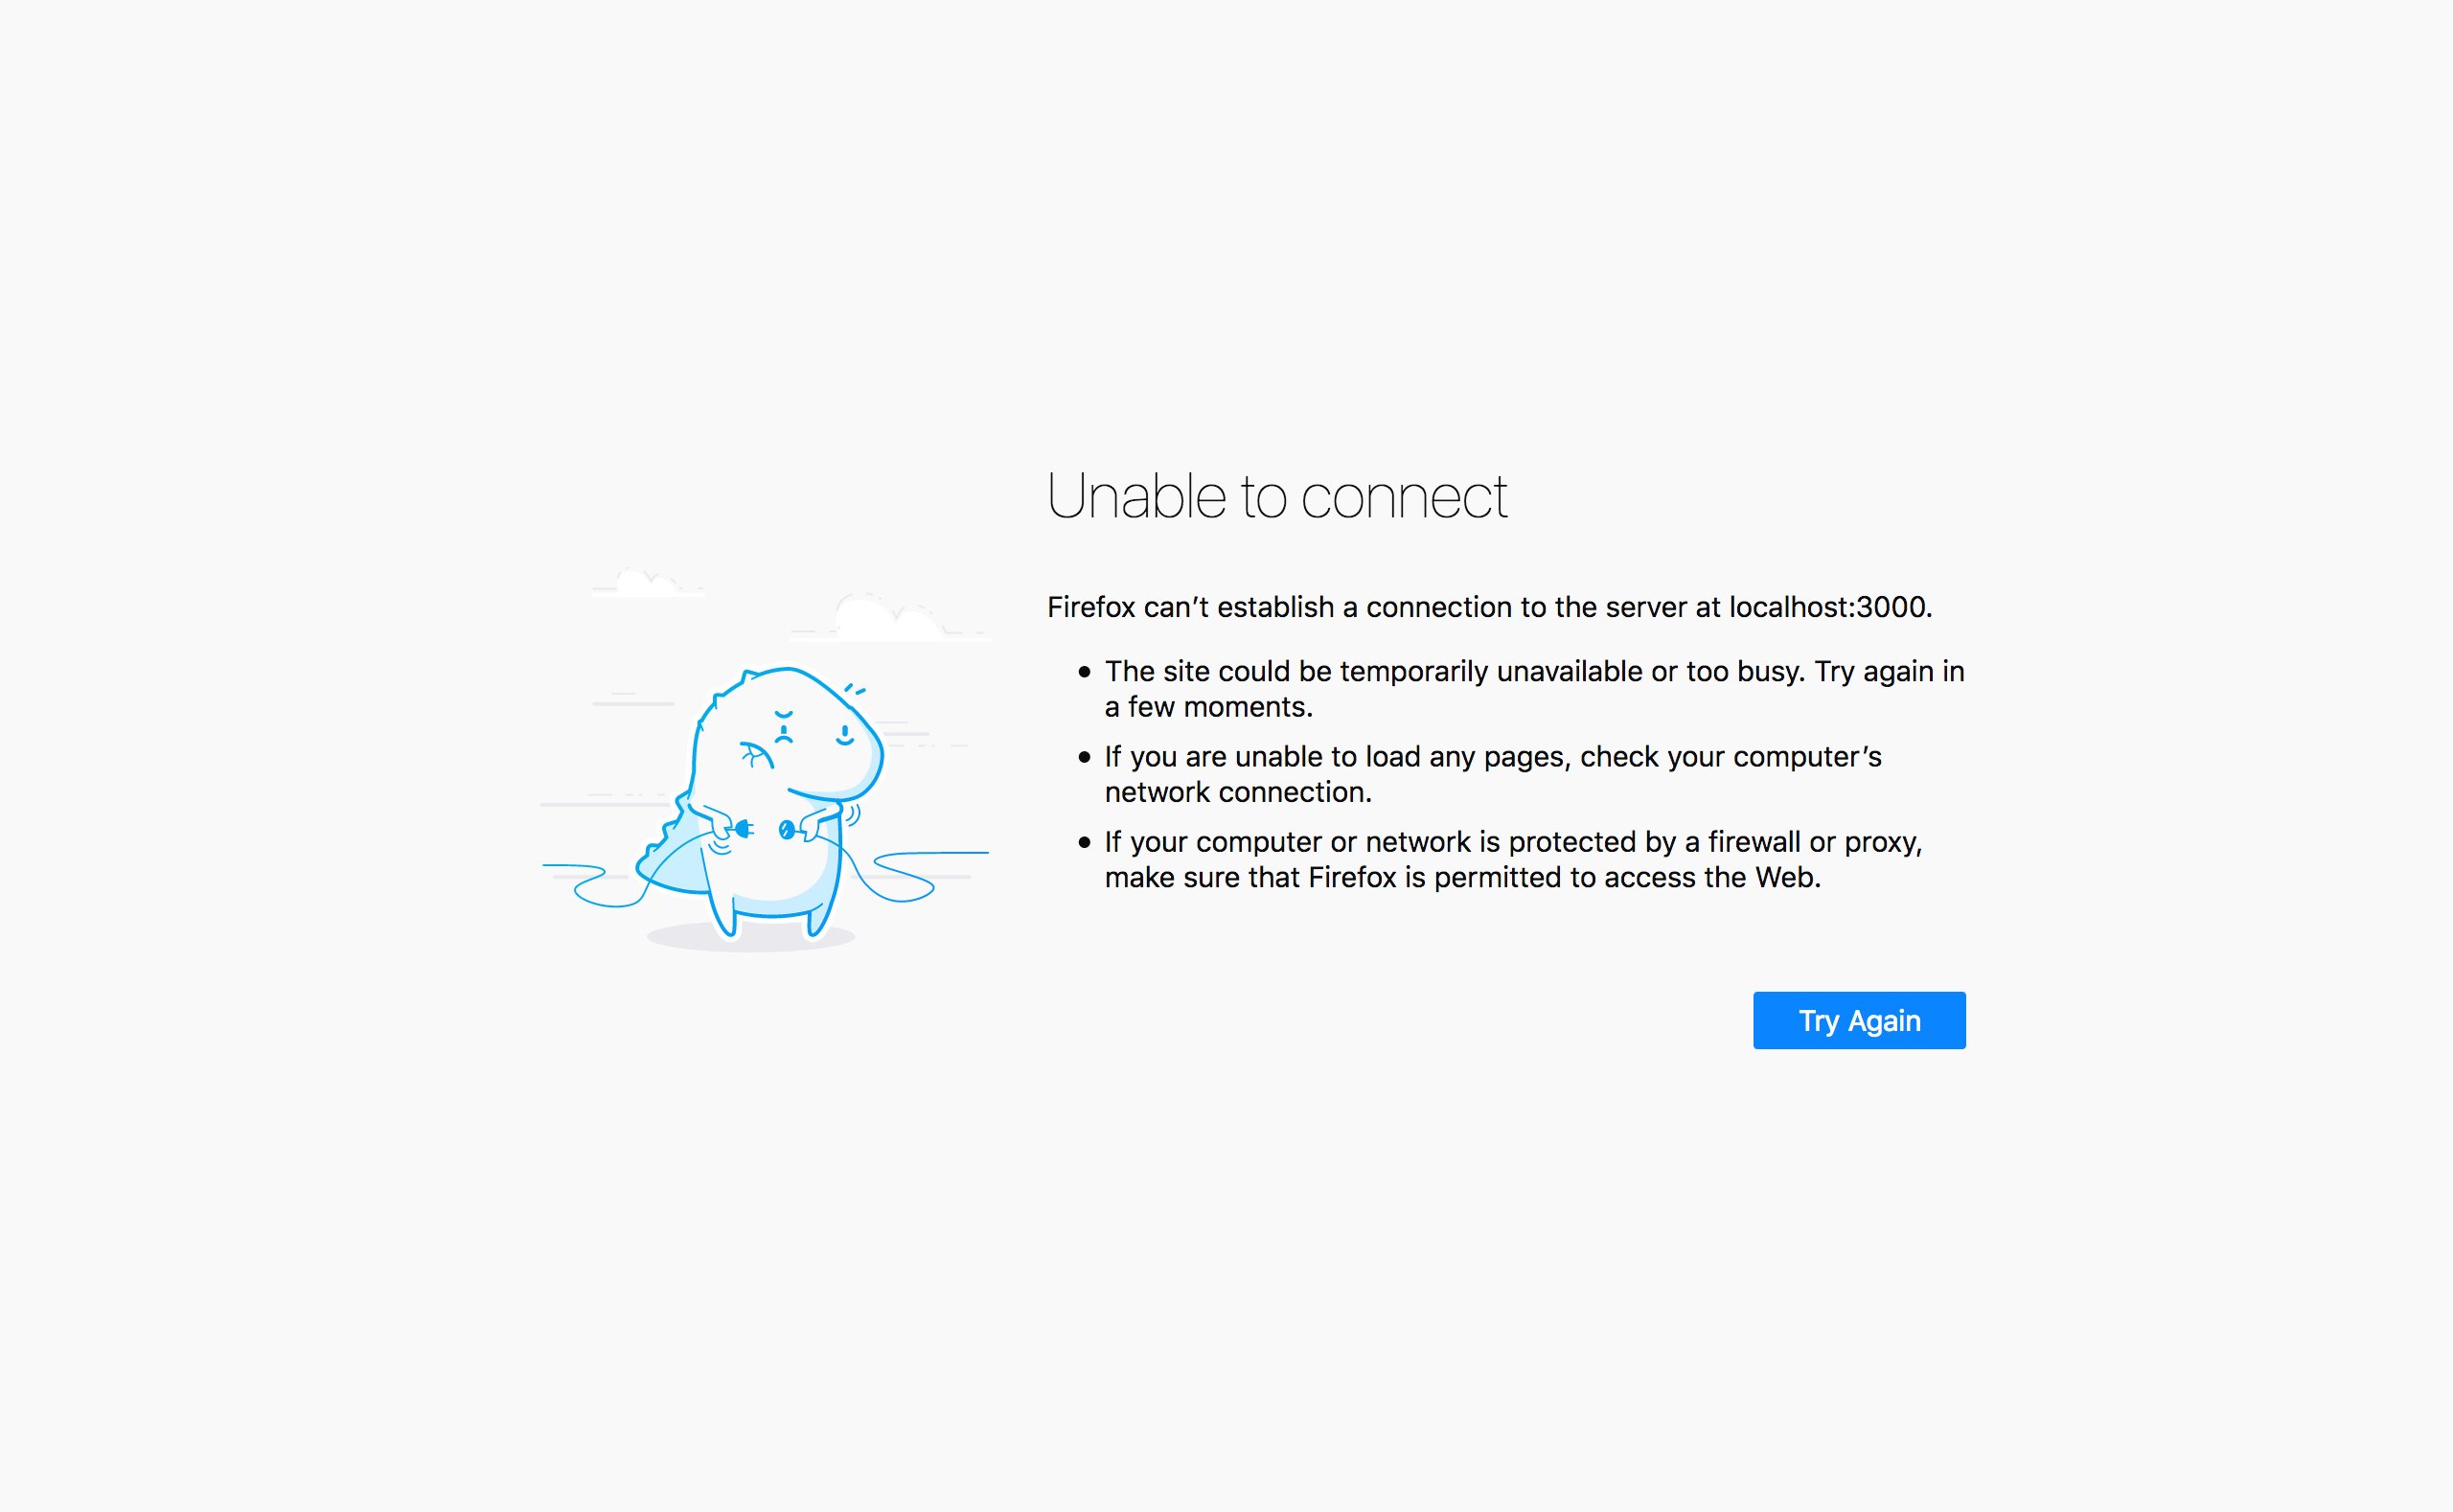 Unable to connect
Firefox can’t establish a connection to the server at localhost:3000.
The site could be temporarily unavailable or too busy. Try again in
a few moments.
If you are unable to load any pages, check your computer’s
network connection.
If your computer or network is protected by a firewall or proxy,
make sure that Firefox is permitted to access the Web.
Try Again